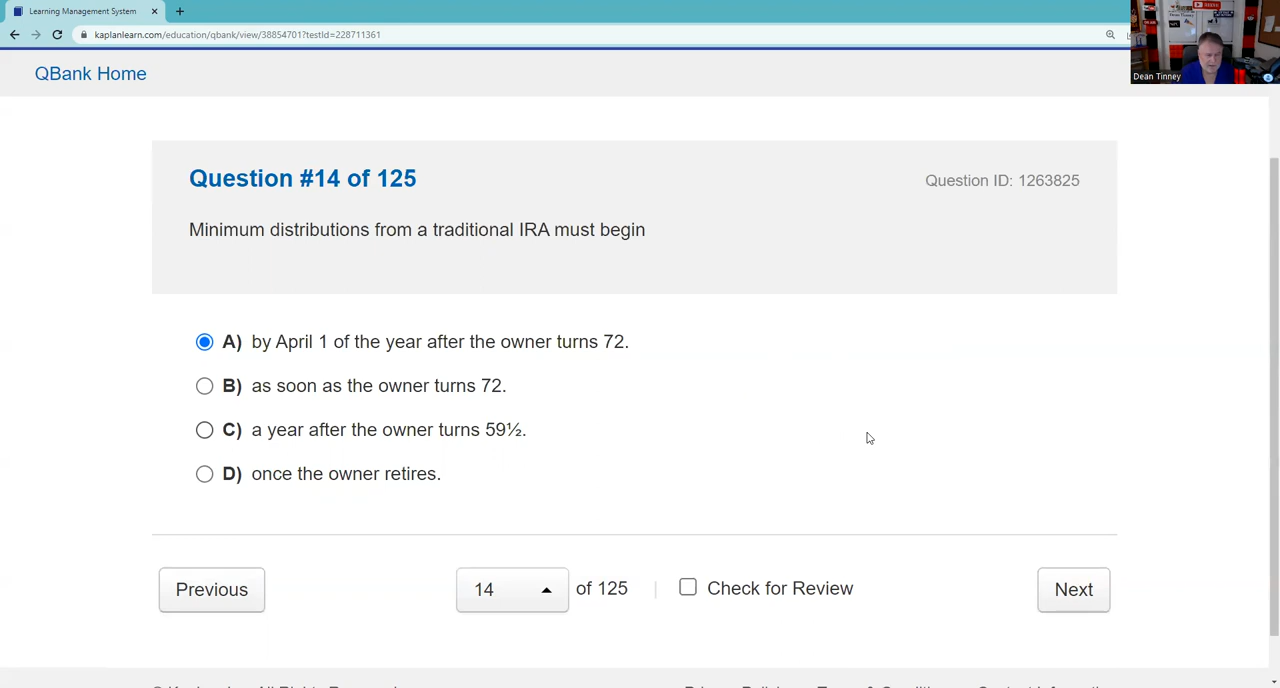 Learning Management System
kaplanlearn.com/education/qbank/view/38854701?testId=228711361
Dean Tinney
QBank Home
Question #14 of 125
Question ID: 1263825
Minimum distributions from a traditional IRA must begin
A) by April 1 of the year after the owner turns 72.
B) as soon as the owner turns 72.
C) a year after the owner turns 59½.
D) once the owner retires.
Previous
14
of 125
Check for Review
Next